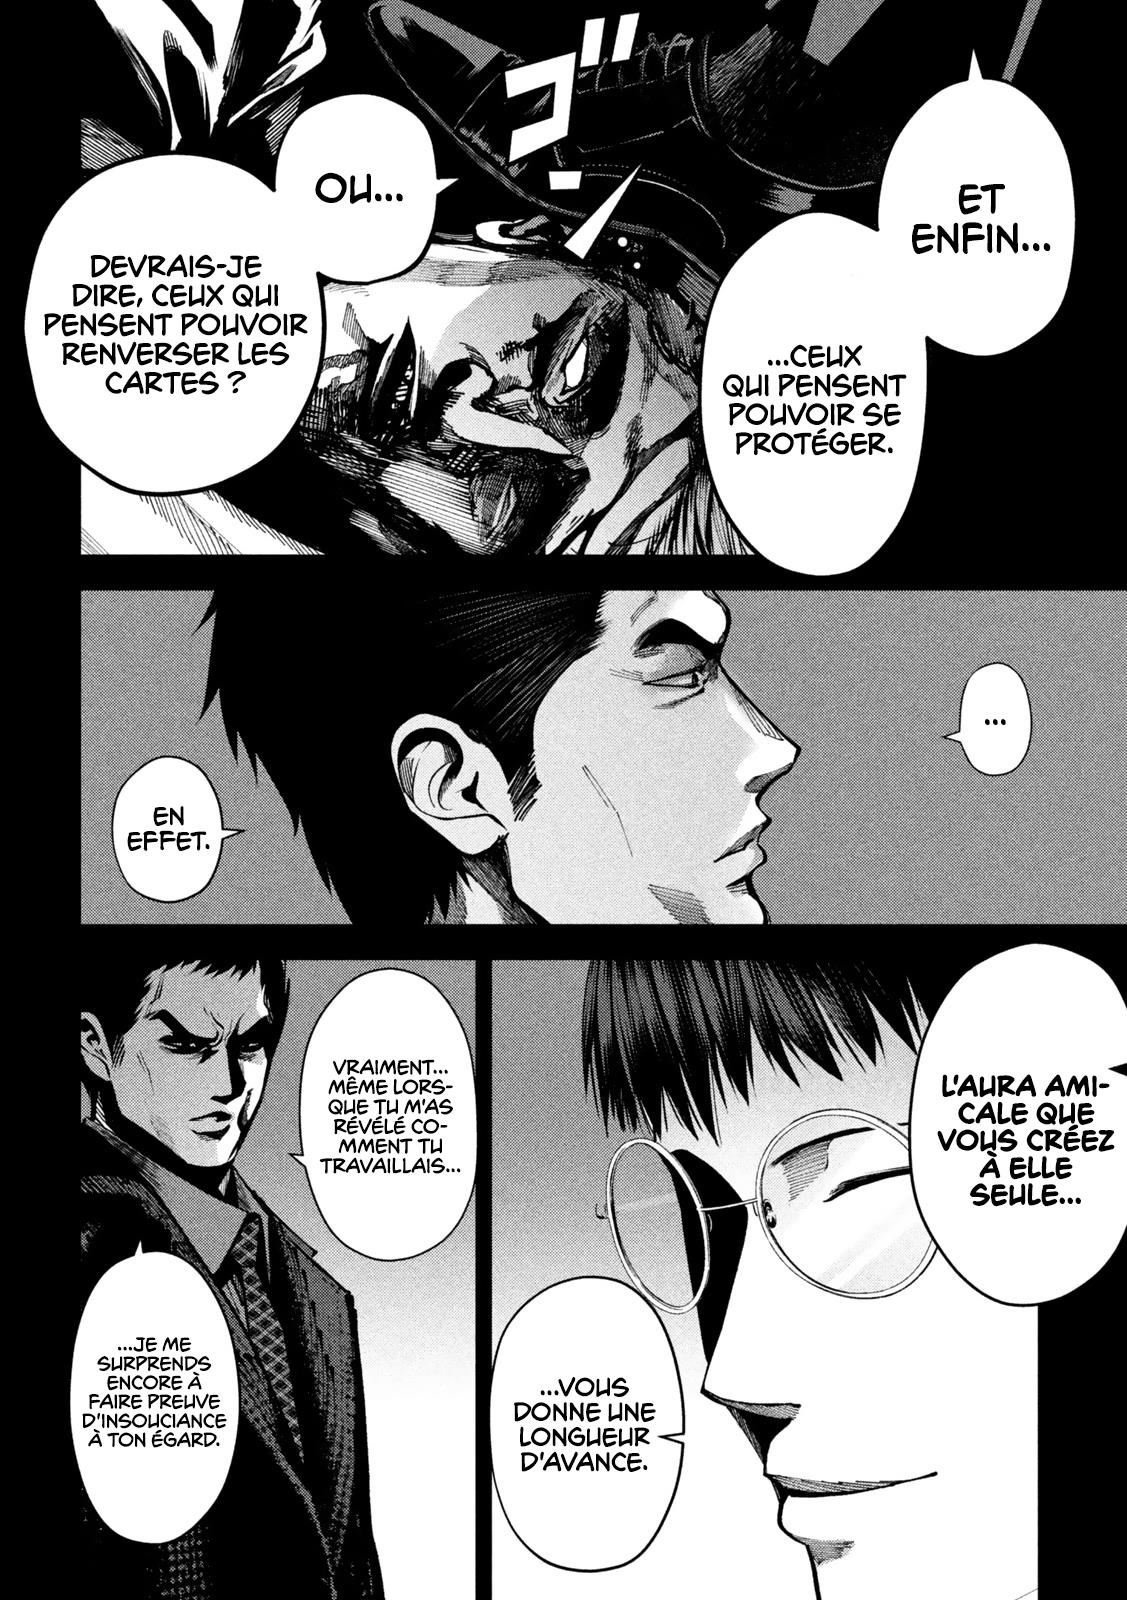 ET
ENFIN...
...CEUX
QUI PENSENT
POUVOIR SE
PROTÉGER.
ゴ
OU...
DEVRAIS-JE
DIRE, CEUX QUI
PENSENT POUVOIR
RENVERSER LES
CARTES ?
...
EN
EFFET.
L'AURA AMI-
CALE QUE
VOUS CRÉEZ
À ELLE
SEULE...
...VOUS
DONNE UNE
LONGUEUR
D'AVANCE.
VRAIMENT...
MÊME LORS-
QUE TU M'AS
RÉVÉLÉ CO-
MMENT TU
TRAVAILLAIS...
...JE ME
SURPRENDS
ENCORE À
FAIRE PREUVE
D'INSOUCIANCE
À TON ÉGARD.